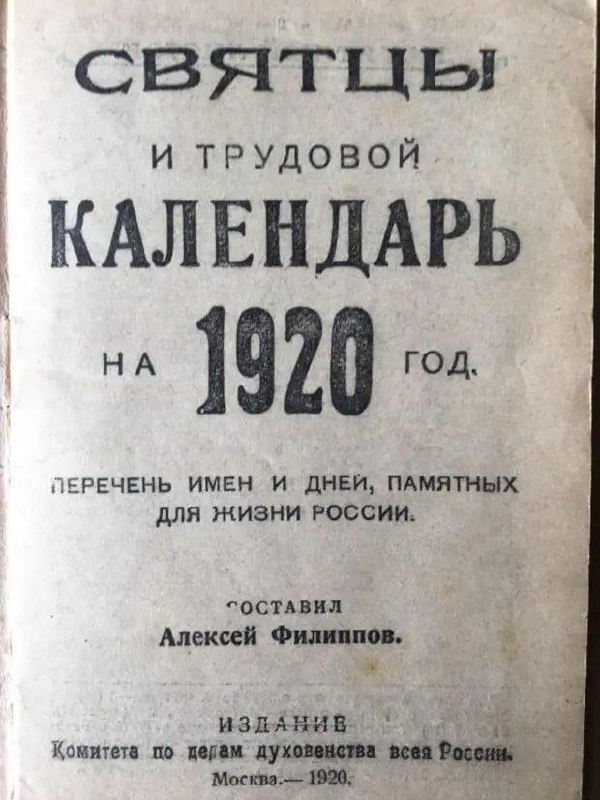 СВЯТЦЫ
И ТРУДОВОЙ
КАЛЕНДАРЬ
НА 1920 ГОД.
ПЕРЕЧЕНЬ ИМЕН И ДНЕЙ, ПАМЯТНЫХ
ДЛЯ ЖИЗНИ РОССИИ.
СОСТАВИЛ
Алексей Филиппов.
ИЗДАНИЕ
Комитета по делам духовенства всея России.
Москва.— 1920.